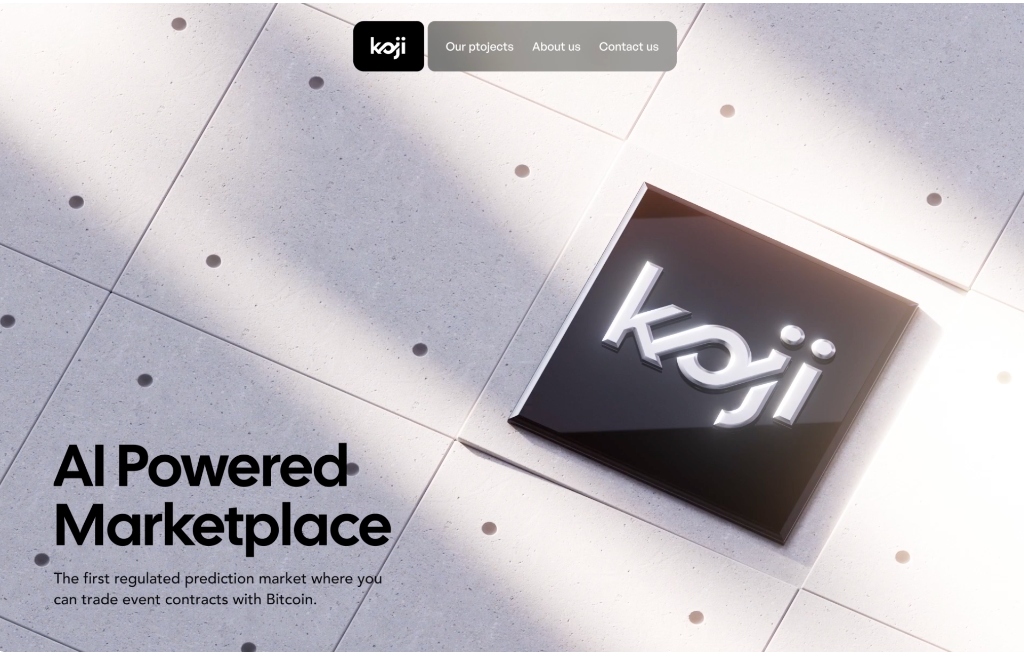 koji
Our ptojects About us Contact us
koji
AI Powered
Marketplace
The first regulated prediction market where you
can trade event contracts with Bitcoin.